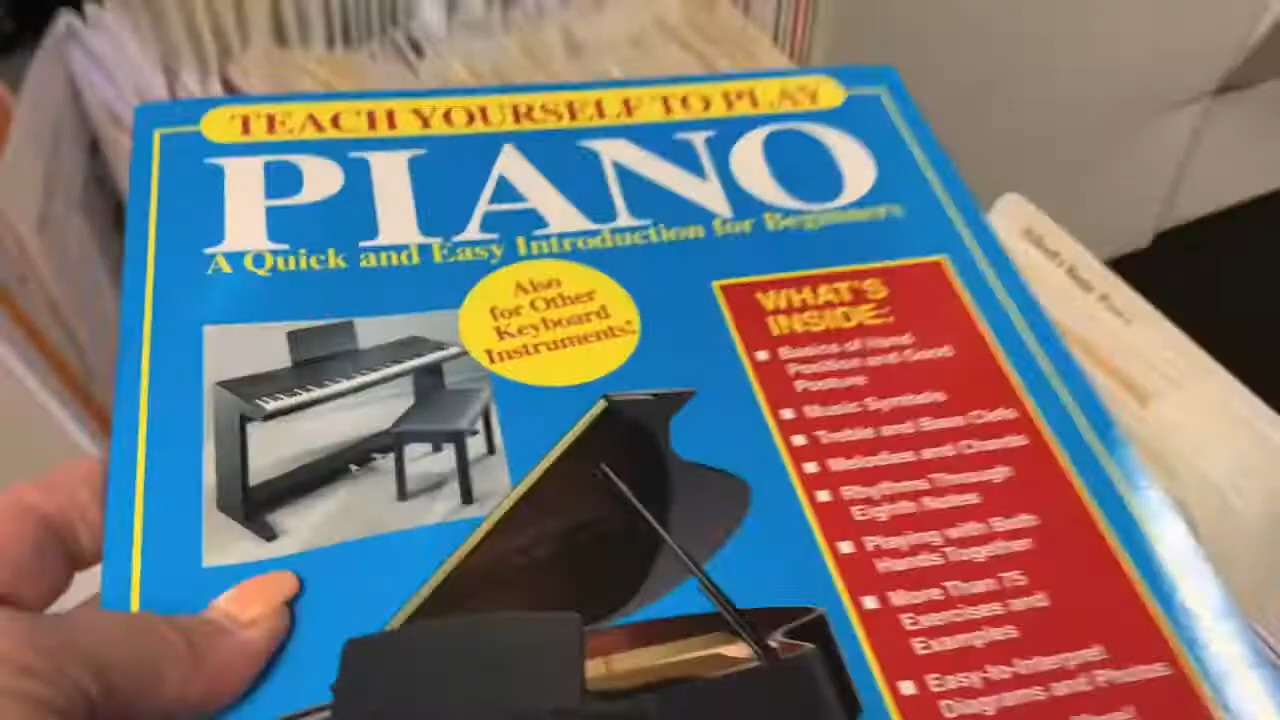 TEACH YOURSELF TO PLAY
PIANO
A Quick and Easy Introduction for Beginners
Also
for Other
Keyboard
Instruments!
WHAT'S
INSIDE:
Basics of Hand
Position and Good
Posture
Music Symbols
Treble and Bass Clefs
Melodies and Chords
Rhythms Through
Eighth Notes
Playing with Both
Hands Together
More Than 75
Exercises and
Examples
Easy-to-Interpret
Diagrams and Photos